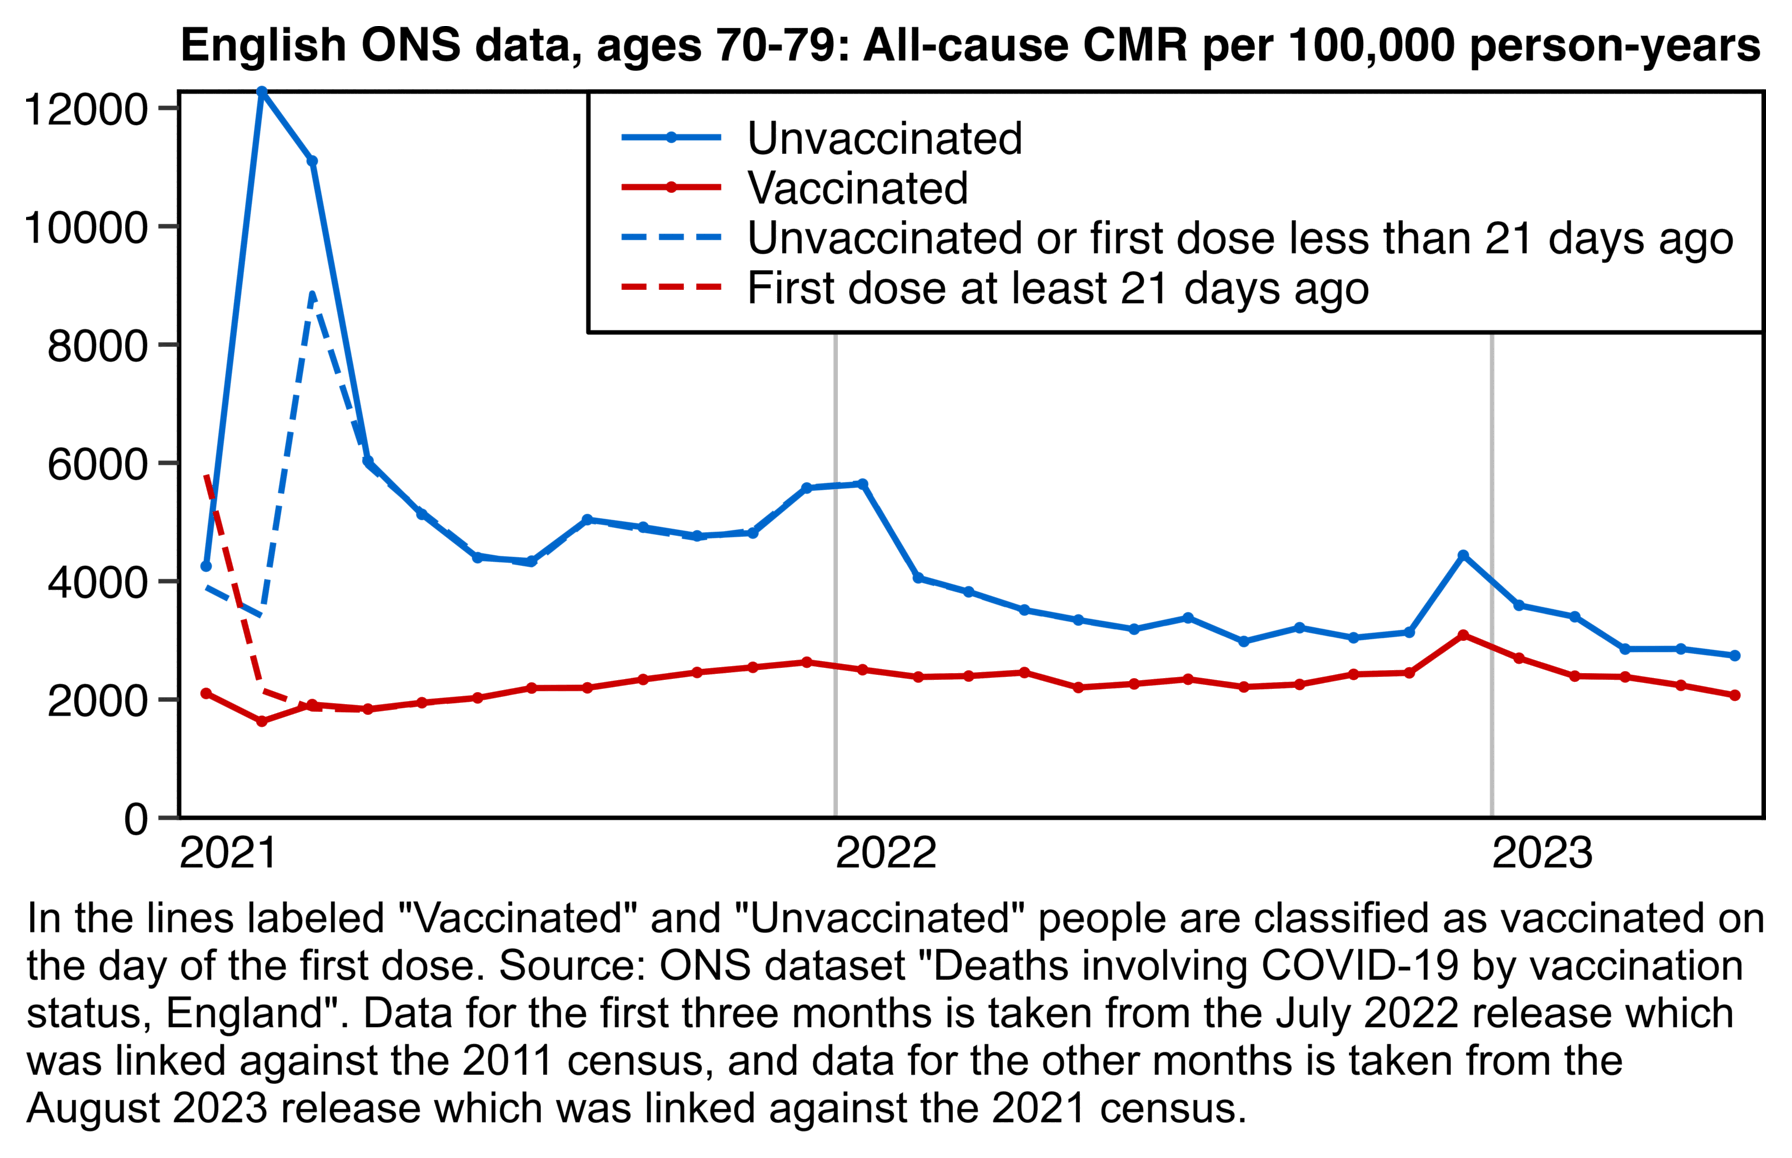 English ONS data, ages 70-79: All-cause CMR per 100,000 person-years
12000
10000
8000
6000
4000
2000
0
Unvaccinated
Vaccinated
Unvaccinated or first dose less than 21 days ago
First dose at least 21 days ago
2021
2022
2023
In the lines labeled "Vaccinated" and "Unvaccinated" people are classified as vaccinated on
the day of the first dose. Source: ONS dataset "Deaths involving COVID-19 by vaccination
status, England". Data for the first three months is taken from the July 2022 release which
was linked against the 2011 census, and data for the other months is taken from the
August 2023 release which was linked against the 2021 census.